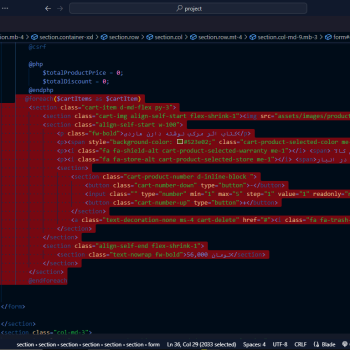 project
on.mb-4 > section.container-xxl > section.row > section.col > section.row.mt-4 > section.col-md-9.mb-3 > form#
@csrf
@php
$totalProductPrice = 0;
$totalDiscount = 0;
@endphp
@foreach($cartItems as $cartItem)
<section class="cart-item d-md-flex py-3">
<section class="cart-img align-self-start flex-shrink-1"><img src="assets/images/product
<section class="align-self-start w-100">
<p class="fw-bold">کتاب اثر مرکب نوشته دارن هاردی</p>
<p><span style="background-color: #523e02;" class="cart-product-selected-color me
<p><i class="fa fa-shield-alt cart-product-selected-warranty me-1"></i> <span>
<p><i class="fa fa-store-alt cart-product-selected-store me-1"></i> <span>
<section>
<section class="cart-product-number d-inline-block ">
<button class="cart-number-down" type="button">-</button>
<input class="" type="number" min="1" max="5" step="1" value="1" readonly=
<button class="cart-number-up" type="button">+</button>
</section>
<a class="text-decoration-none ms-4 cart-delete" href="#"><i class="fa fa-trash
</section>
</section>
<section class="align-self-end flex-shrink-1">
<section class="text-nowrap fw-bold">56,000 تومان</section>
</section>
</section>
@endforeach
</form>
</section>
<section class="col-md-3">
section • section • section • section • section • section • form Ln 36, Col 29 (2033 selected) Spaces: 4 UTF-8 CRLF {} Blade